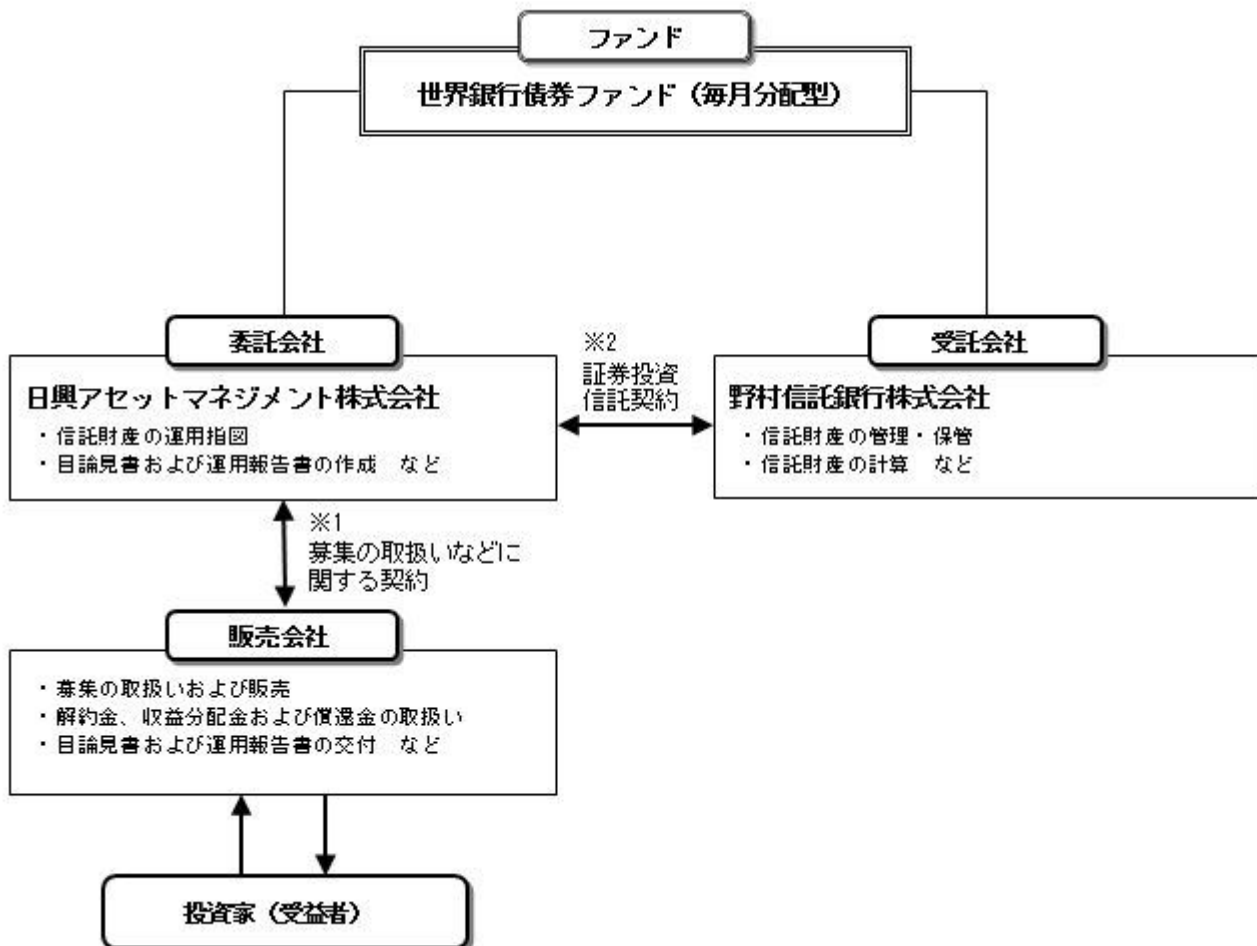 ファンド
世界銀行債券ファンド（毎月分配型）
委託会社
日興アセットマネジメント株式会社
・信託財産の運用指図
・目論見書および運用報告書の作成　など
※2
証券投資
信託契約
受託会社
野村信託銀行株式会社
・信託財産の管理・保管
・信託財産の計算　など
※1
募集の取扱いなどに
関する契約
販売会社
・募集の取扱いおよび販売
・解約金、収益分配金および償還金の取扱い
・目論見書および運用報告書の交付　など
投資家（受益者）